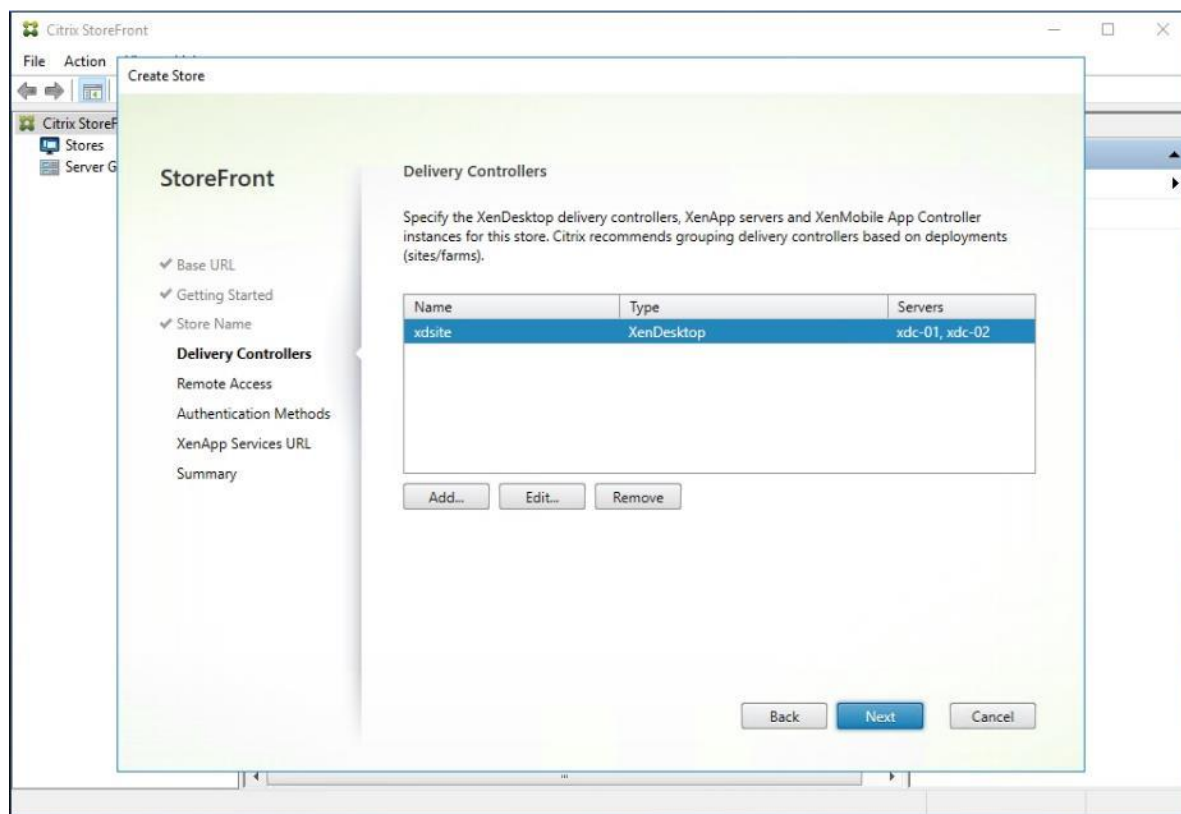 Citrix StoreFront
File Action
Create Store
Citrix StoreF
Stores
Server G
StoreFront
Base URL
Getting Started
Store Name
Delivery Controllers
Remote Access
Authentication Methods
XenApp Services URL
Summary
Delivery Controllers
Specify the XenDesktop delivery controllers, XenApp servers and XenMobile App Controller
instances for this store. Citrix recommends grouping delivery controllers based on deployments
(sites/farms).
Name Type Servers
xdsite XenDesktop xdc-01, xdc-02
Add... Edit... Remove
Back Next Cancel